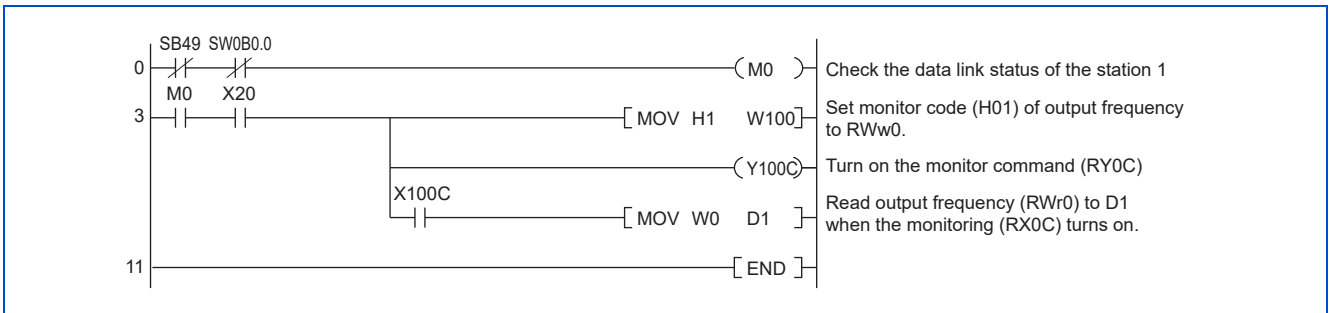 SB49 SW0B0.0
0 M0 Check the data link status of the station 1
M0 X20
3 MOV H1 W100 Set monitor code (H01) of output frequency
to RWw0.
Y100C Turn on the monitor command (RY0C)
X100C
MOV W0 D1 Read output frequency (RWr0) to D1
when the monitoring (RX0C) turns on.
11 END